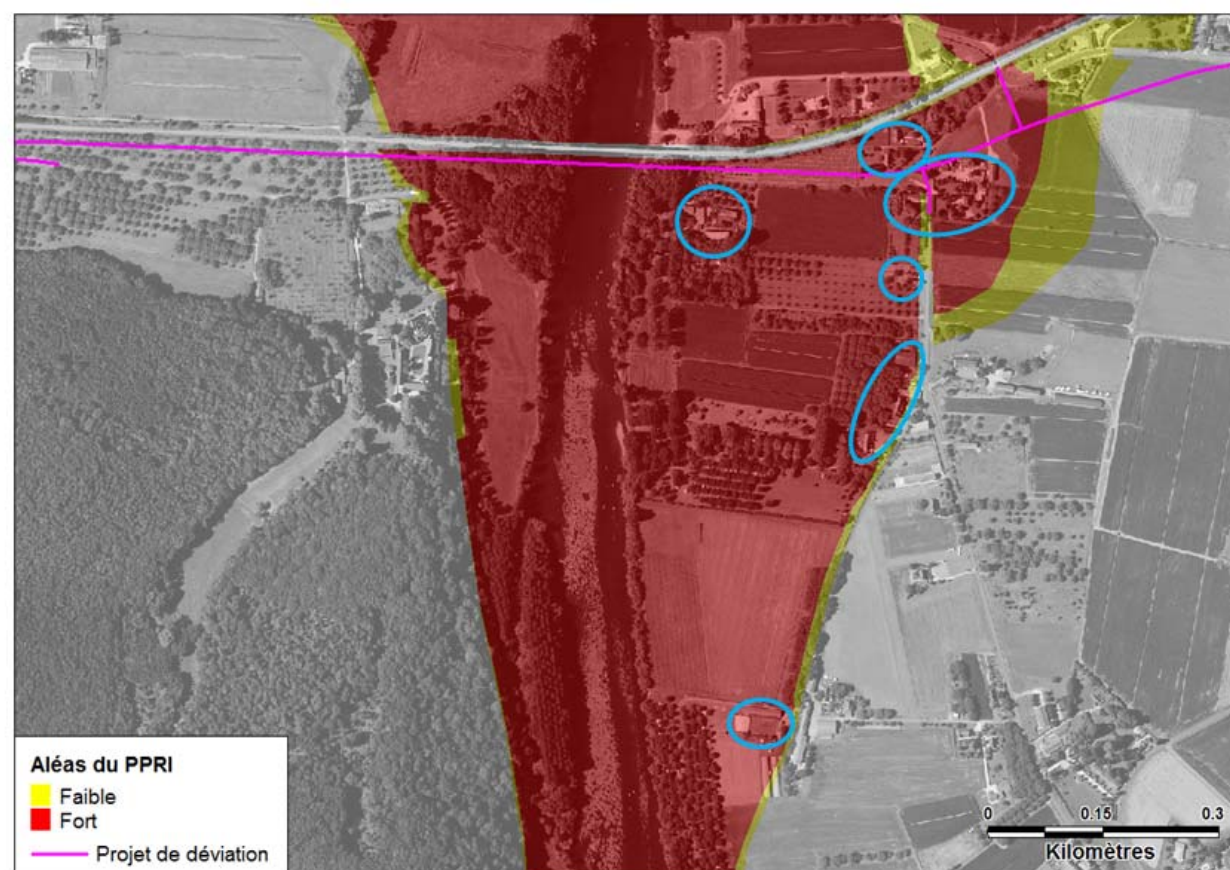 Aléas du PPRI
Faible
Fort
Projet de déviation
0 0.15 0.3
Kilomètres